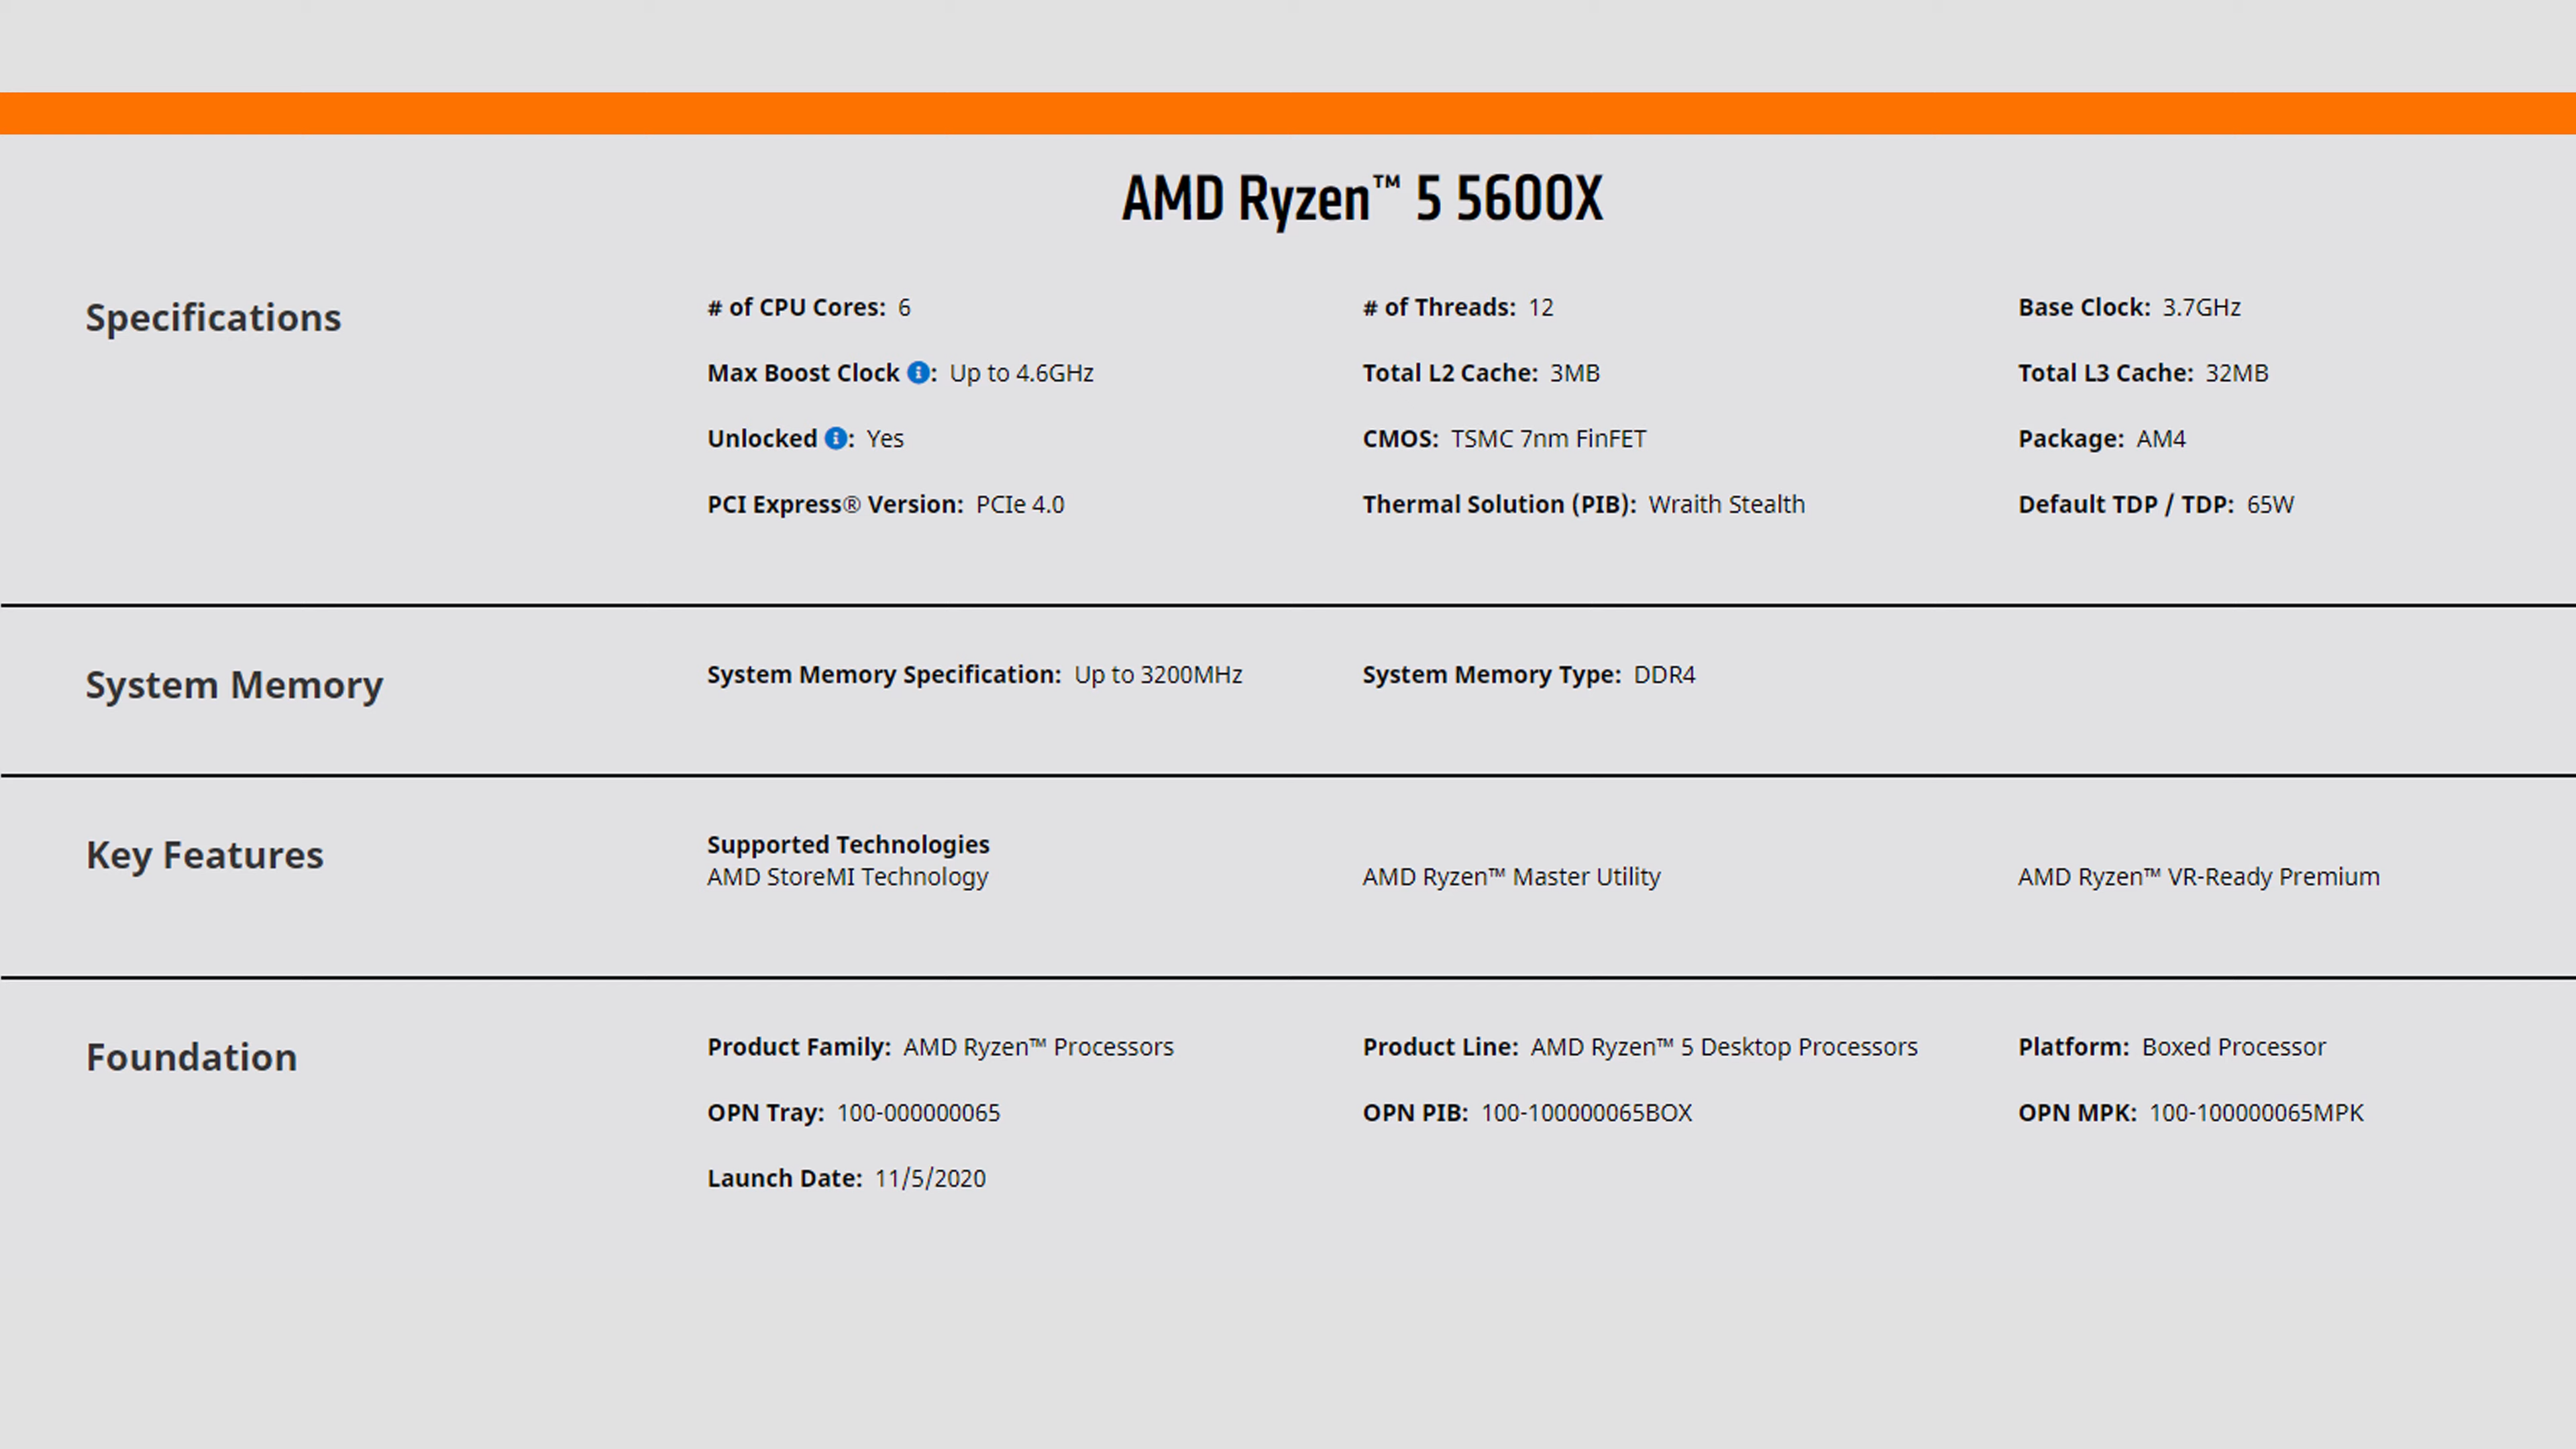 AMD Ryzen™ 5 5600X
Specifications
# of CPU Cores: 6
# of Threads: 12
Base Clock: 3.7GHz
Max Boost Clock : Up to 4.6GHz
Total L2 Cache: 3MB
Total L3 Cache: 32MB
Unlocked : Yes
CMOS: TSMC 7nm FinFET
Package: AM4
PCI Express® Version: PCIe 4.0
Thermal Solution (PIB): Wraith Stealth
Default TDP / TDP: 65W
System Memory
System Memory Specification: Up to 3200MHz
System Memory Type: DDR4
Key Features
Supported Technologies
AMD StoreMI Technology
AMD Ryzen™ Master Utility
AMD Ryzen™ VR-Ready Premium
Foundation
Product Family: AMD Ryzen™ Processors
Product Line: AMD Ryzen™ 5 Desktop Processors
Platform: Boxed Processor
OPN Tray: 100-000000065
OPN PIB: 100-100000065BOX
OPN MPK: 100-100000065MPK
Launch Date: 11/5/2020